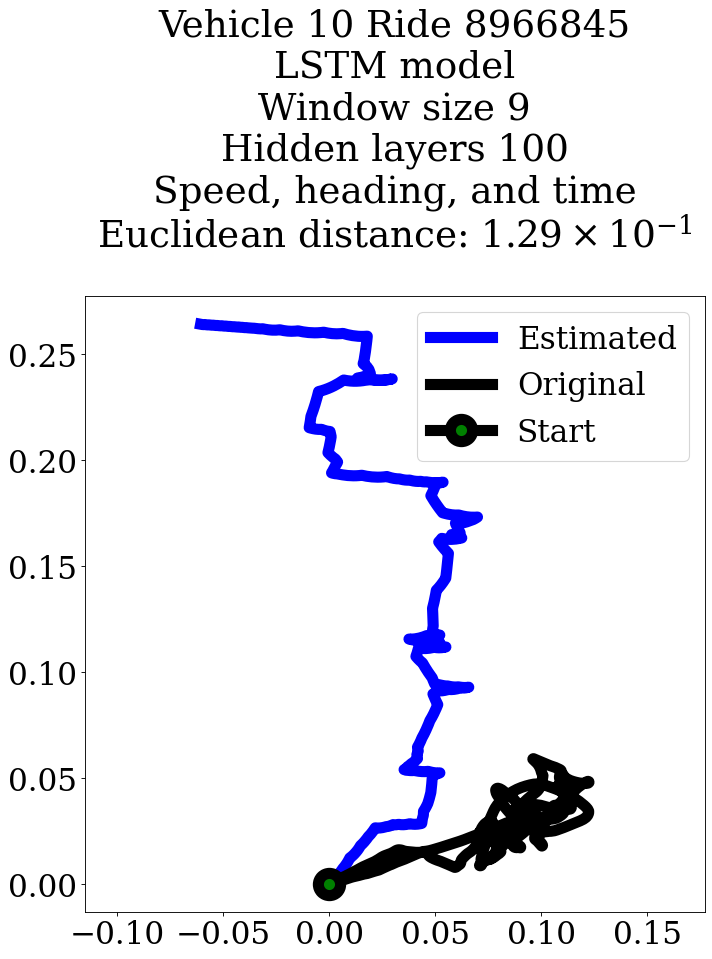 Vehicle 10 Ride 8966845
LSTM model
Window size 9
Hidden layers 100
Speed, heading, and time
Euclidean distance: 1.29 × 10⁻¹
Estimated
Original
Start
0.25
0.20
0.15
0.10
0.05
0.00
−0.10 −0.05 0.00 0.05 0.10 0.15